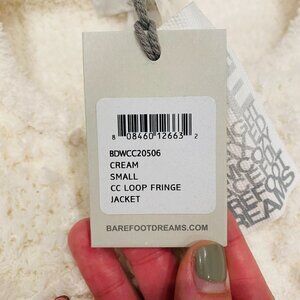 8 08460 12663 2
BDWCC20506
CREAM
SMALL
CC LOOP FRINGE
JACKET
BAREFOOTDREAMS.COM